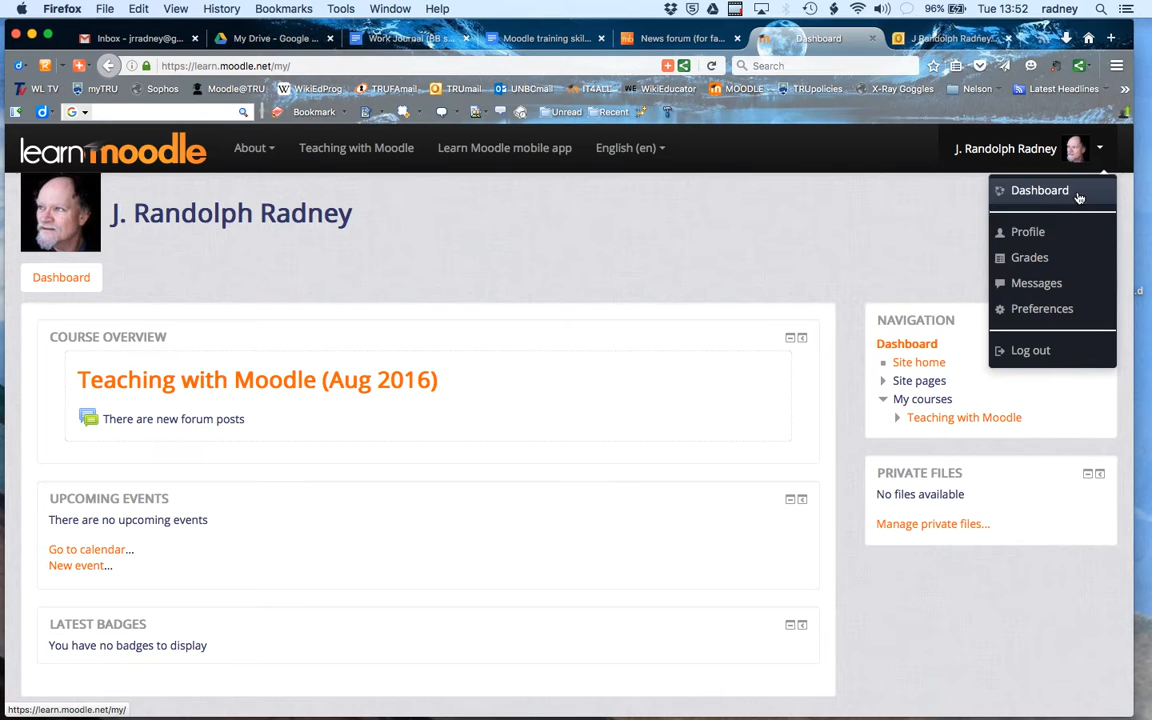 Firefox File Edit View History Bookmarks Tools Window Help 96% Tue 13:52 radney
Inbox - jrradney@g... My Drive - Google ... Work Journal (BB s... Moodle training skil... News forum (for fa... Dashboard J Randolph Radney...
https://learn.moodle.net/my/ Search
WL TV myTRU Sophos Moodle@TRU WikiEdProg TRUFAmail TRUmail UNBCmail IT4ALL WikiEducator MOODLE TRUpolicies X-Ray Goggles Nelson Latest Headlines
Bookmark Unread Recent
learn moodle About Teaching with Moodle Learn Moodle mobile app English (en) J. Randolph Radney
J. Randolph Radney
Dashboard
Dashboard
Profile
Grades
Messages
Preferences
Log out
COURSE OVERVIEW
Teaching with Moodle (Aug 2016)
There are new forum posts
UPCOMING EVENTS
There are no upcoming events
Go to calendar...
New event...
LATEST BADGES
You have no badges to display
NAVIGATION
Dashboard
Site home
Site pages
My courses
Teaching with Moodle
PRIVATE FILES
No files available
Manage private files...
https://learn.moodle.net/my/
.d